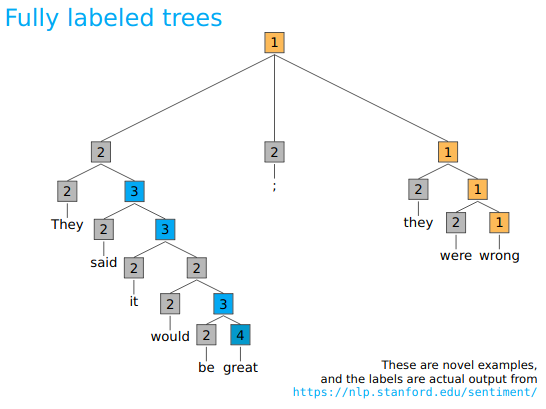 Fully labeled trees
1
2 2 1
2 3 ; 2 1
They 2 3 they 2 1
said 2 2 were wrong
it 2 3
would 2 4
be great
These are novel examples,
and the labels are actual output from
https://nlp.stanford.edu/sentiment/